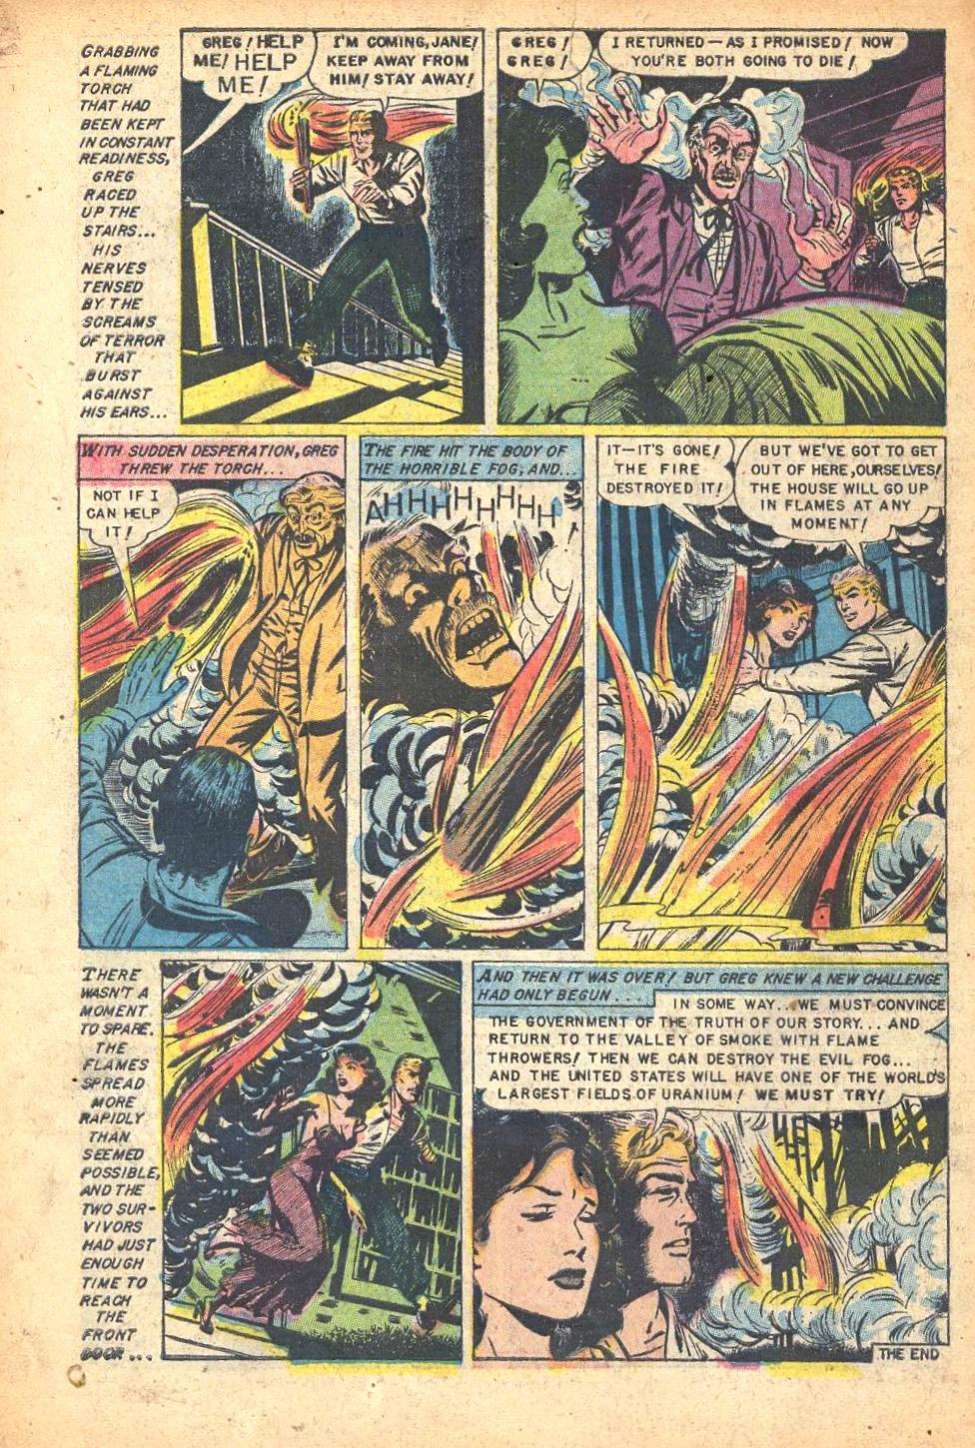 GRABBING
A FLAMING
TORCH
THAT HAD
BEEN KEPT
IN CONSTANT
READINESS,
GREG
RACED
UP THE
STAIRS...
HIS
NERVES
TENSED
BY THE
SCREAMS
OF TERROR
THAT
BURST
AGAINST
HIS EARS...
GREG! HELP
ME! HELP
ME!
I'M COMING, JANE!
KEEP AWAY FROM
HIM! STAY AWAY!
GREG!
GREG!
I RETURNED — AS I PROMISED! NOW
YOU'RE BOTH GOING TO DIE!
WITH SUDDEN DESPERATION, GREG
THREW THE TORCH...
NOT IF I
CAN HELP
IT!
THE FIRE HIT THE BODY OF
THE HORRIBLE FOG, AND...
AHHHHHHHH
IT—IT'S GONE!
THE FIRE
DESTROYED IT!
BUT WE'VE GOT TO GET
OUT OF HERE, OURSELVES!
THE HOUSE WILL GO UP
IN FLAMES AT ANY
MOMENT!
THERE
WASN'T A
MOMENT
TO SPARE.
THE
FLAMES
SPREAD
MORE
RAPIDLY
THAN
SEEMED
POSSIBLE,
AND THE
TWO SUR-
VIVORS
HAD JUST
ENOUGH
TIME TO
REACH
THE
FRONT
DOOR...
AND THEN IT WAS OVER! BUT GREG KNEW A NEW CHALLENGE
HAD ONLY BEGUN....
IN SOME WAY... WE MUST CONVINCE
THE GOVERNMENT OF THE TRUTH OF OUR STORY... AND
RETURN TO THE VALLEY OF SMOKE WITH FLAME
THROWERS! THEN WE CAN DESTROY THE EVIL FOG...
AND THE UNITED STATES WILL HAVE ONE OF THE WORLD'S
LARGEST FIELDS OF URANIUM! WE MUST TRY!
THE END